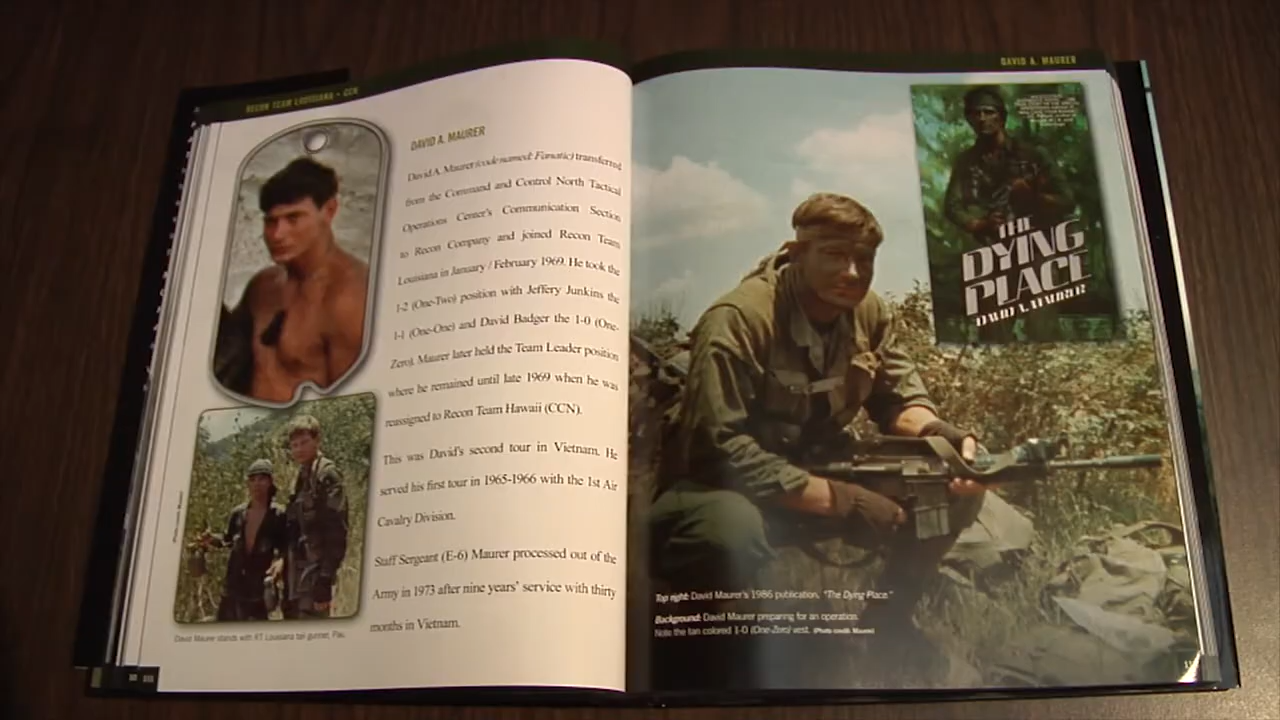 RECON TEAM LOUISIANA - CCN
DAVID A. MAURER
David A. Maurer (code named: Fanatic) transferred
from the Command and Control North Tactical
Operations Center's Communication Section
to Recon Company and joined Recon Team
Louisiana in January / February 1969. He took the
1-2 (One-Two) position with Jeffery Junkins the
1-1 (One-One) and David Badger the 1-0 (One-
Zero). Maurer later held the Team Leader position
where he remained until late 1969 when he was
reassigned to Recon Team Hawaii (CCN).
This was David's second tour in Vietnam. He
served his first tour in 1965-1966 with the 1st Air
Cavalry Division.
Staff Sergeant (E-6) Maurer processed out of the
Army in 1973 after nine years' service with thirty
months in Vietnam.
David Maurer stands with RT Louisiana tail gunner, Pau.
DAVID A. MAURER
THE
DYING
PLACE
DAVID A. MAURER
Top right: David Maurer's 1986 publication, "The Dying Place."
Background: David Maurer preparing for an operation.
Note the tan colored 1-0 (One-Zero) vest. (Photo credit: Maurer)